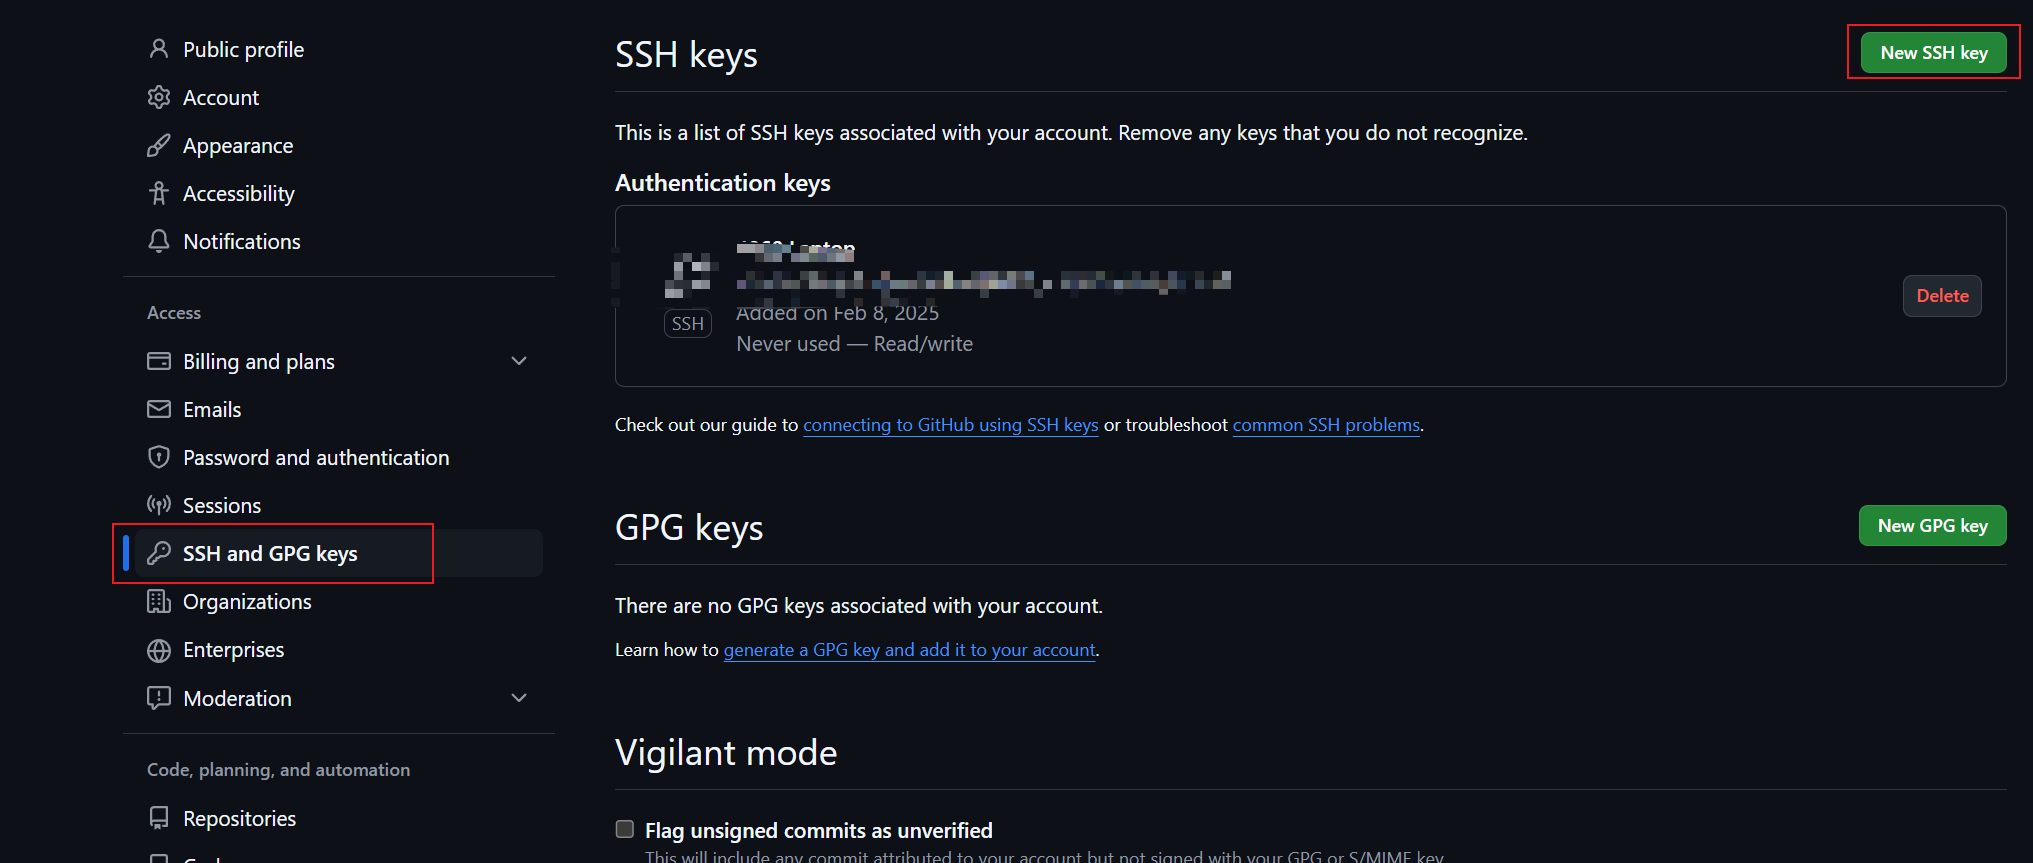 Public profile
Account
Appearance
Accessibility
Notifications
Access
Billing and plans
Emails
Password and authentication
Sessions
SSH and GPG keys
Organizations
Enterprises
Moderation
Code, planning, and automation
Repositories
SSH keys
New SSH key
This is a list of SSH keys associated with your account. Remove any keys that you do not recognize.
Authentication keys
SSH
Added on Feb 8, 2025
Never used — Read/write
Delete
Check out our guide to connecting to GitHub using SSH keys or troubleshoot common SSH problems.
GPG keys
New GPG key
There are no GPG keys associated with your account.
Learn how to generate a GPG key and add it to your account.
Vigilant mode
Flag unsigned commits as unverified
This will include any commit attributed to your account but not signed with your GPG or S/MIME key.